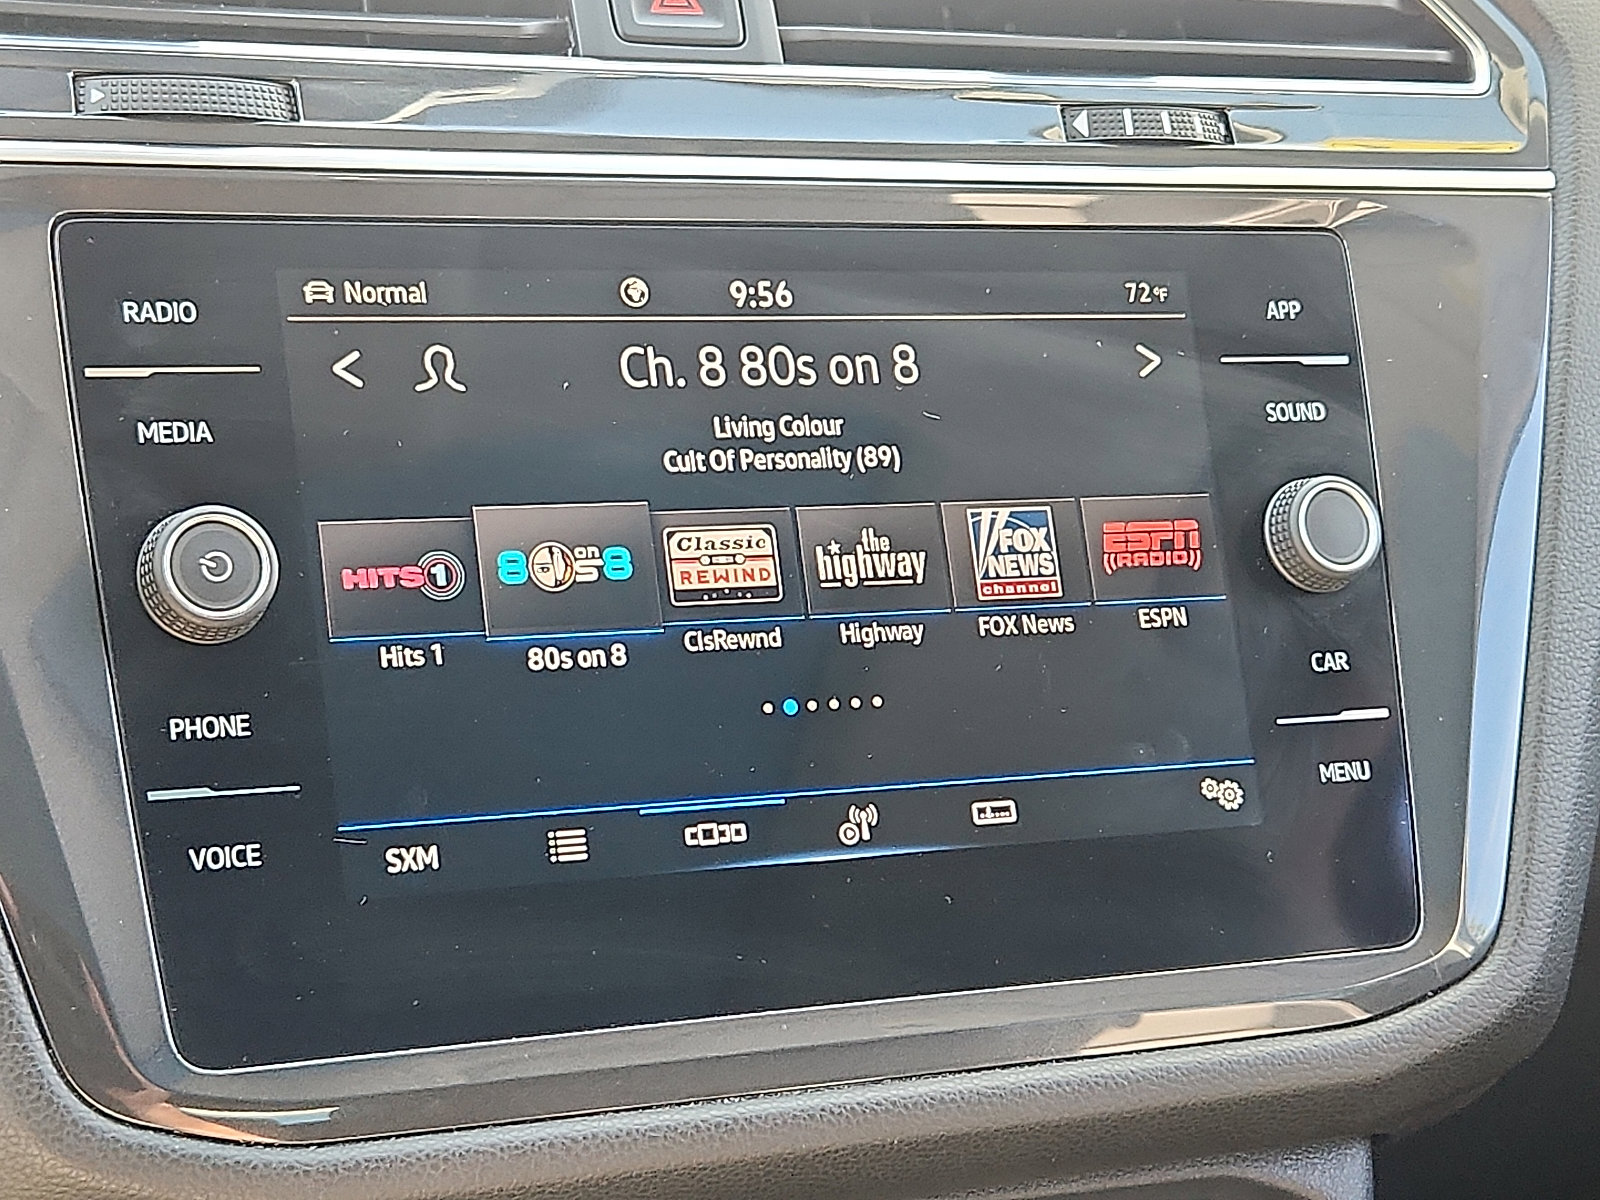 RADIO
MEDIA
PHONE
VOICE
Normal 9:56 72°F
Ch. 8 80s on 8
Living Colour
Cult Of Personality (89)
HITS 1
8 on 8
Classic
REWIND
the
highway
FOX
NEWS
channel
ESPN
((RADIO))
Hits 1
80s on 8
ClsRewnd
Highway
FOX News
ESPN
SXM
APP
SOUND
CAR
MENU